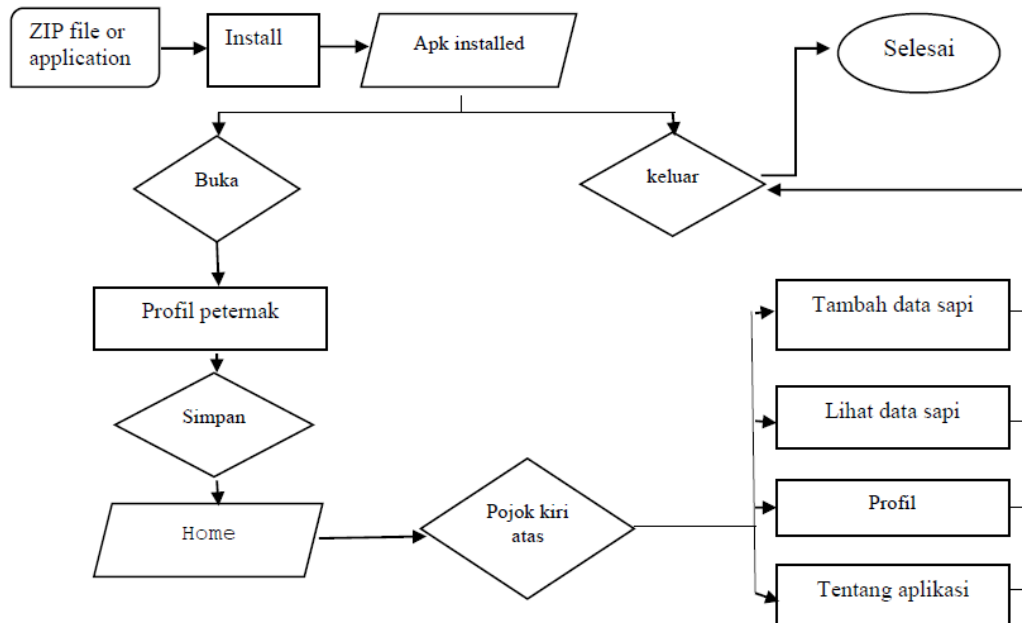 ZIP file or
application
Install
Apk installed
Selesai
Buka
keluar
Profil peternak
Tambah data sapi
Simpan
Lihat data sapi
Home
Pojok kiri
atas
Profil
Tentang aplikasi